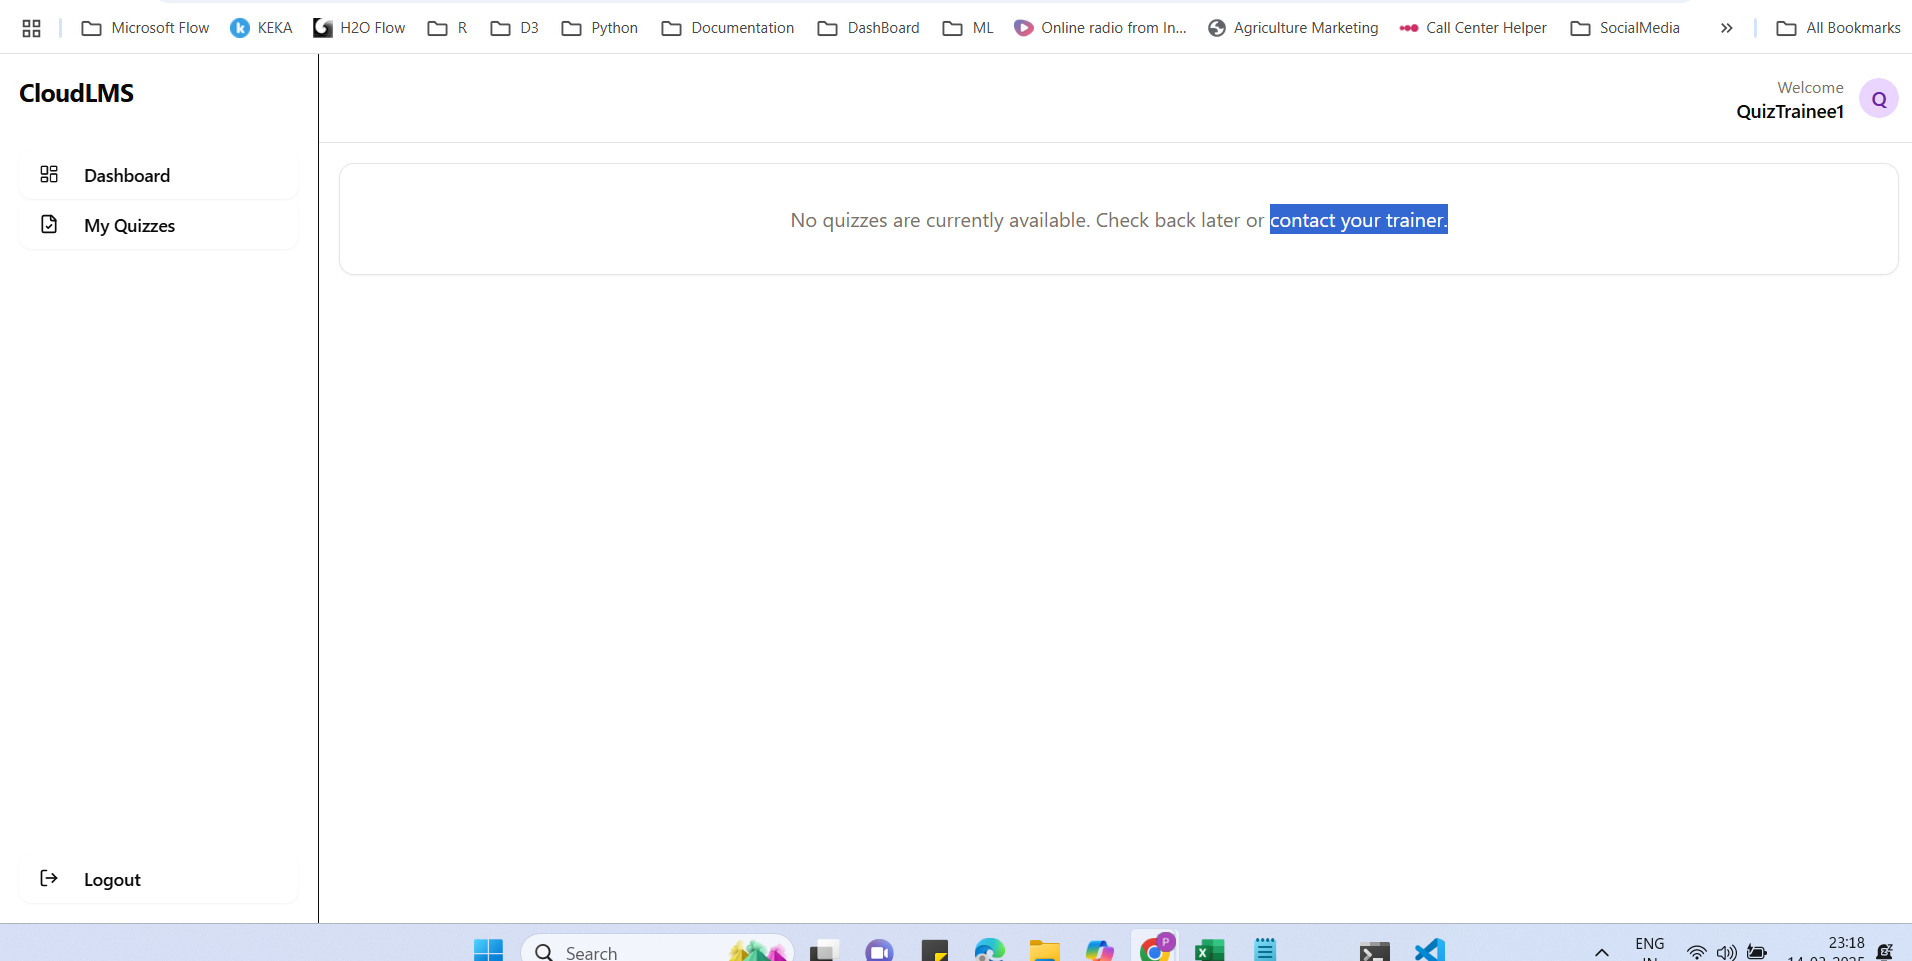 Microsoft Flow KEKA H2O Flow R D3 Python Documentation DashBoard ML Online radio from In... Agriculture Marketing Call Center Helper SocialMedia » All Bookmarks
CloudLMS
Welcome
QuizTrainee1
Q
Dashboard
My Quizzes
No quizzes are currently available. Check back later or contact your trainer.
Logout
Search
P
ENG
23:18